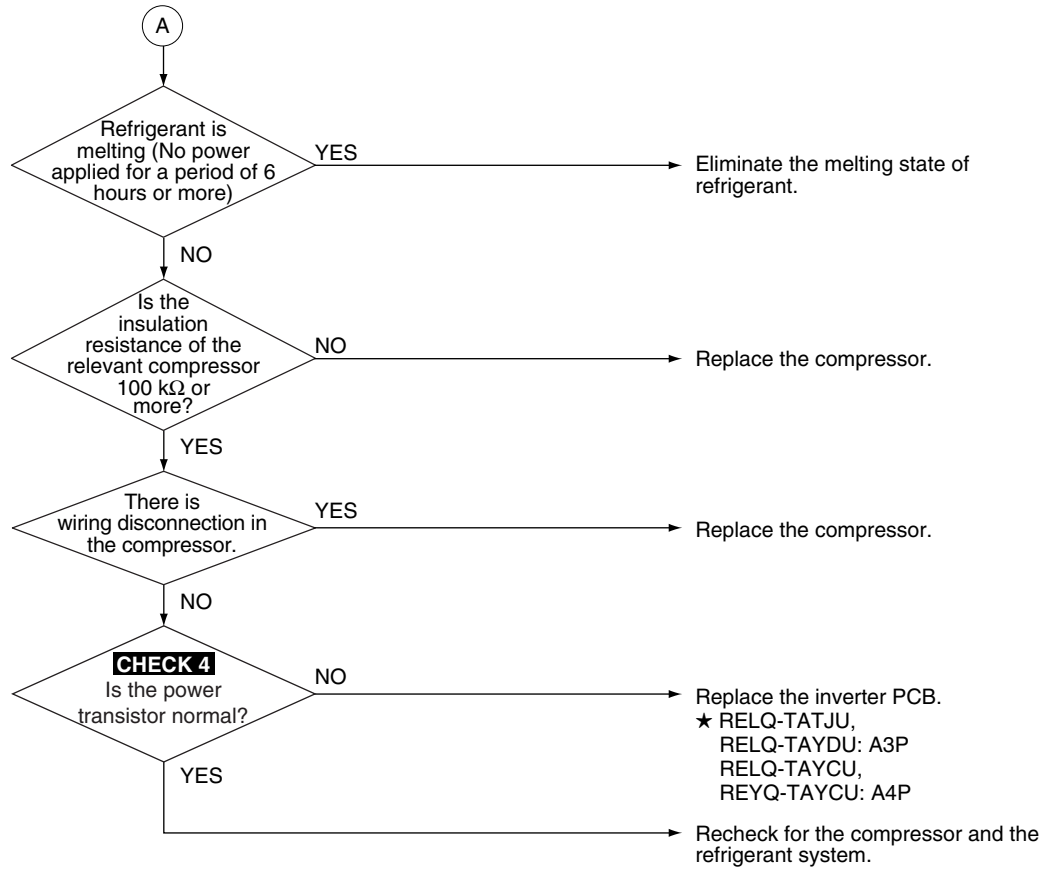 A
Refrigerant is
melting (No power
applied for a period of 6
hours or more)
YES
Eliminate the melting state of
refrigerant.
NO
Is the
insulation
resistance of the
relevant compressor
100 kΩ or
more?
NO
Replace the compressor.
YES
There is
wiring disconnection in
the compressor.
YES
Replace the compressor.
NO
CHECK 4
Is the power
transistor normal?
NO
Replace the inverter PCB.
★ RELQ-TATJU,
RELQ-TAYDU: A3P
RELQ-TAYCU,
REYQ-TAYCU: A4P
YES
Recheck for the compressor and the
refrigerant system.